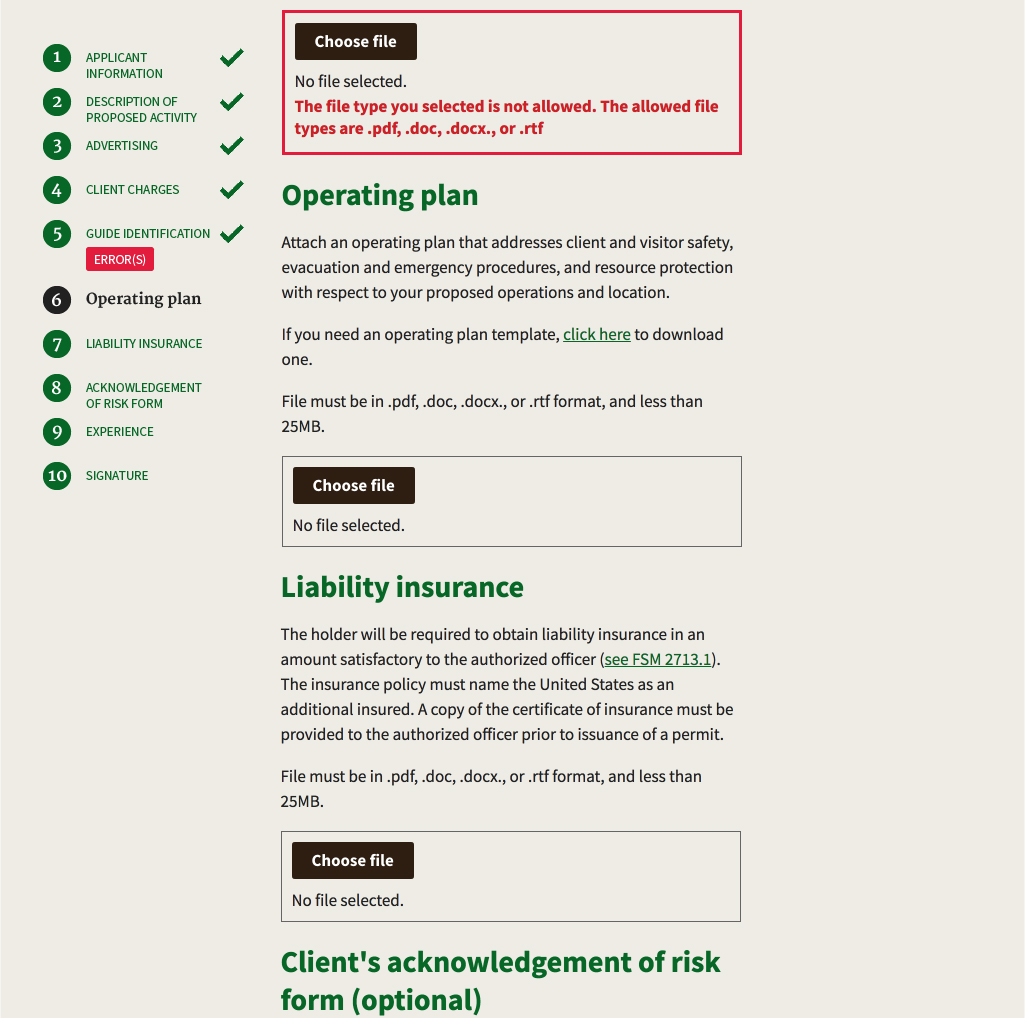 1
APPLICANT
INFORMATION
2
DESCRIPTION OF
PROPOSED ACTIVITY
3
ADVERTISING
4
CLIENT CHARGES
5
GUIDE IDENTIFICATION
ERROR(S)
6
Operating plan
7
LIABILITY INSURANCE
8
ACKNOWLEDGEMENT
OF RISK FORM
9
EXPERIENCE
10
SIGNATURE
Choose file
No file selected.
The file type you selected is not allowed. The allowed file
types are .pdf, .doc, .docx., or .rtf
Operating plan
Attach an operating plan that addresses client and visitor safety,
evacuation and emergency procedures, and resource protection
with respect to your proposed operations and location.
If you need an operating plan template, click here to download
one.
File must be in .pdf, .doc, .docx., or .rtf format, and less than
25MB.
Choose file
No file selected.
Liability insurance
The holder will be required to obtain liability insurance in an
amount satisfactory to the authorized officer (see FSM 2713.1).
The insurance policy must name the United States as an
additional insured. A copy of the certificate of insurance must be
provided to the authorized officer prior to issuance of a permit.
File must be in .pdf, .doc, .docx., or .rtf format, and less than
25MB.
Choose file
No file selected.
Client's acknowledgement of risk
form (optional)